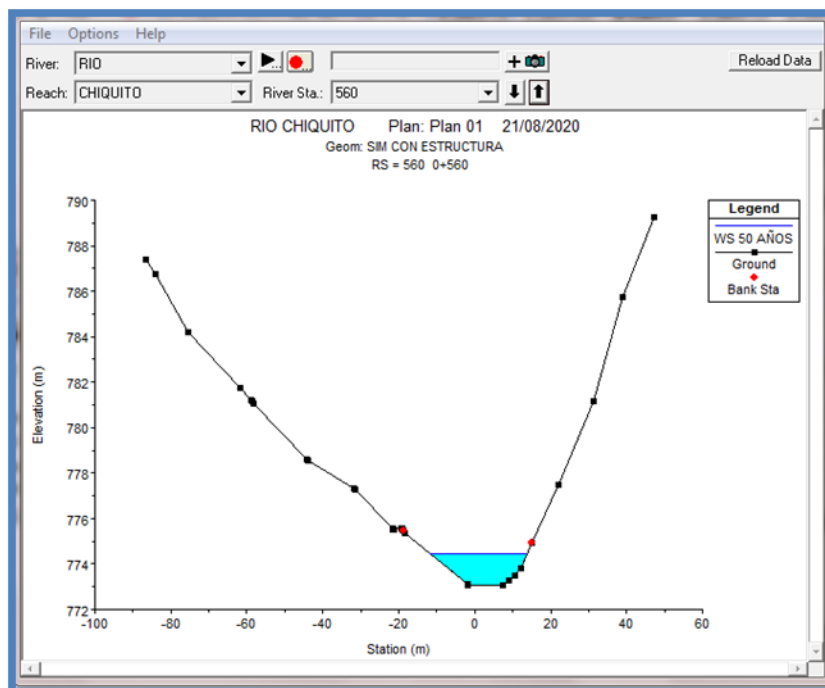 File Options Help
River: RIO Reload Data
Reach: CHIQUITO River Sta.: 560
RIO CHIQUITO Plan: Plan 01 21/08/2020
Geom: SIM CON ESTRUCTURA
RS = 560 0+560
Legend
WS 50 AÑOS
Ground
Bank Sta
Elevation (m)
790
788
786
784
782
780
778
776
774
772
-100 -80 -60 -40 -20 0 20 40 60
Station (m)